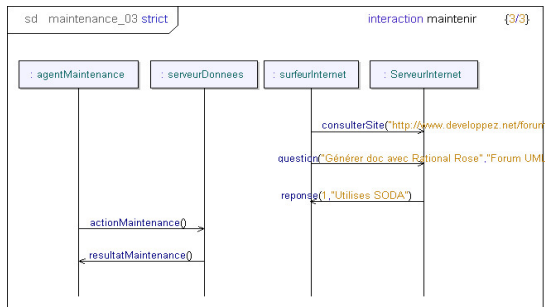 sd maintenance_03 strict
interaction maintenir {3/3}
: agentMaintenance
: serveurDonnees
: surfeurInternet
: ServeurInternet
consulterSite("http://www.developpez.net/forum
question("Générer doc avec Rational Rose","Forum UML
reponse(1,"Utilises SODA")
actionMaintenance()
resultatMaintenance()